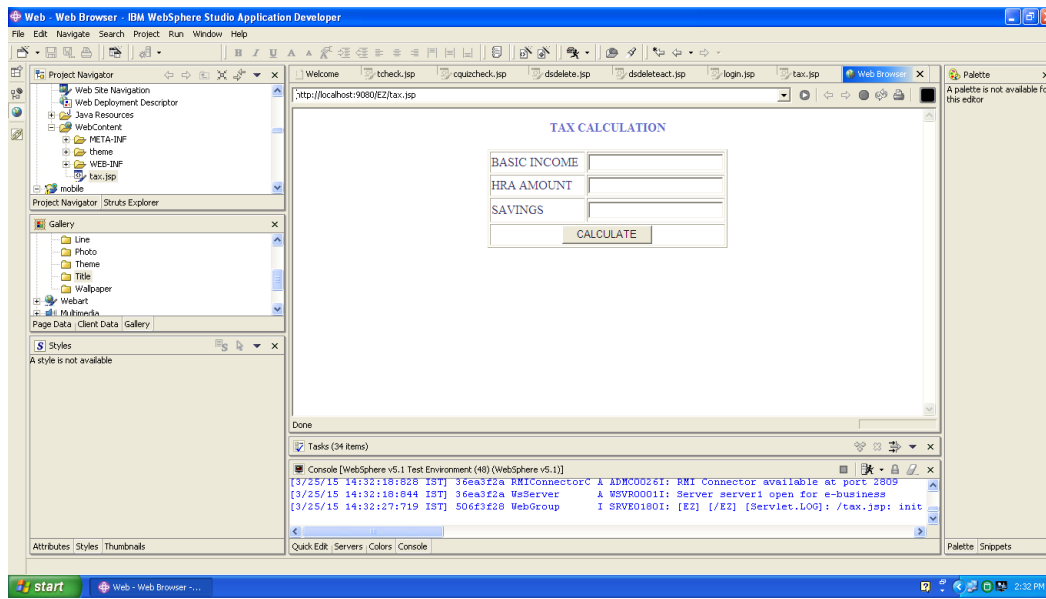 Web - Web Browser - IBM WebSphere Studio Application Developer
File Edit Navigate Search Project Run Window Help
B I U A A
Project Navigator
Web Site Navigation
Web Deployment Descriptor
Java Resources
WebContent
META-INF
theme
WEB-INF
tax.jsp
mobile
Project Navigator Struts Explorer
Gallery
Line
Photo
Theme
Title
Wallpaper
Webart
Multimedia
Page Data Client Data Gallery
S Styles
A style is not available
Attributes Styles Thumbnails
Welcome tcheck.jsp cquizcheck.jsp dsdelete.jsp dsdeleteact.jsp login.jsp tax.jsp Web Browser
http://localhost:9080/EZ/tax.jsp
TAX CALCULATION
BASIC INCOME
HRA AMOUNT
SAVINGS
CALCULATE
Done
Tasks (34 items)
Console [WebSphere v5.1 Test Environment (48) (WebSphere v5.1)]
[3/25/15 14:32:18:828 IST] 36ea3f2a RMIConnectorC A ADMC0026I: RMI Connector available at port 2809
[3/25/15 14:32:18:844 IST] 36ea3f2a WsServer A WSVR0001I: Server server1 open for e-business
[3/25/15 14:32:27:719 IST] 506f3f28 WebGroup I SRVE0180I: [EZ] [/EZ] [Servlet.LOG]: /tax.jsp: init
Quick Edit Servers Colors Console
Palette
A palette is not available fo
this editor
Palette Snippets
start Web - Web Browser -... 2:32 PM